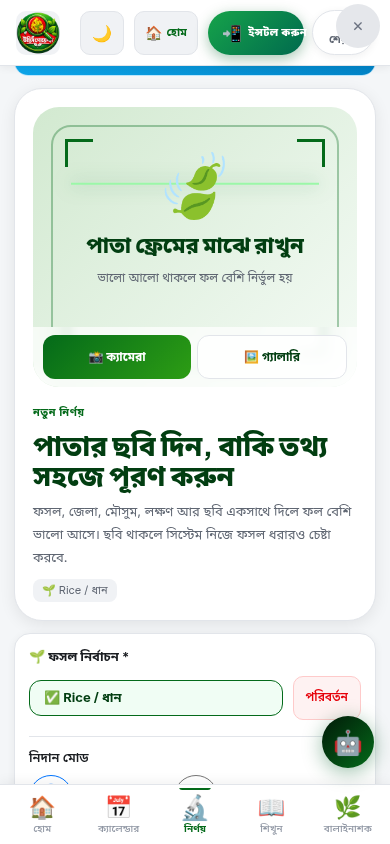 হোম
ইন্সটল করুন
×
পাতা ফ্রেমের মাঝে রাখুন
ভালো আলো থাকলে ফল বেশি নির্ভুল হয়
ক্যামেরা
গ্যালারি
নতুন নির্ণয়
পাতার ছবি দিন, বাকি তথ্য
সহজে পূরণ করুন
ফসল, জেলা, মৌসুম, লক্ষণ আর ছবি একসাথে দিলে ফল বেশি
ভালো আসে। ছবি থাকলে সিস্টেম নিজে ফসল ধরারও চেষ্টা
করবে।
Rice / ধান
ফসল নির্বাচন *
Rice / ধান
পরিবর্তন
নিদান মোড
হোম
ক্যালেন্ডার
নির্ণয়
শিখুন
বালাইনাশক